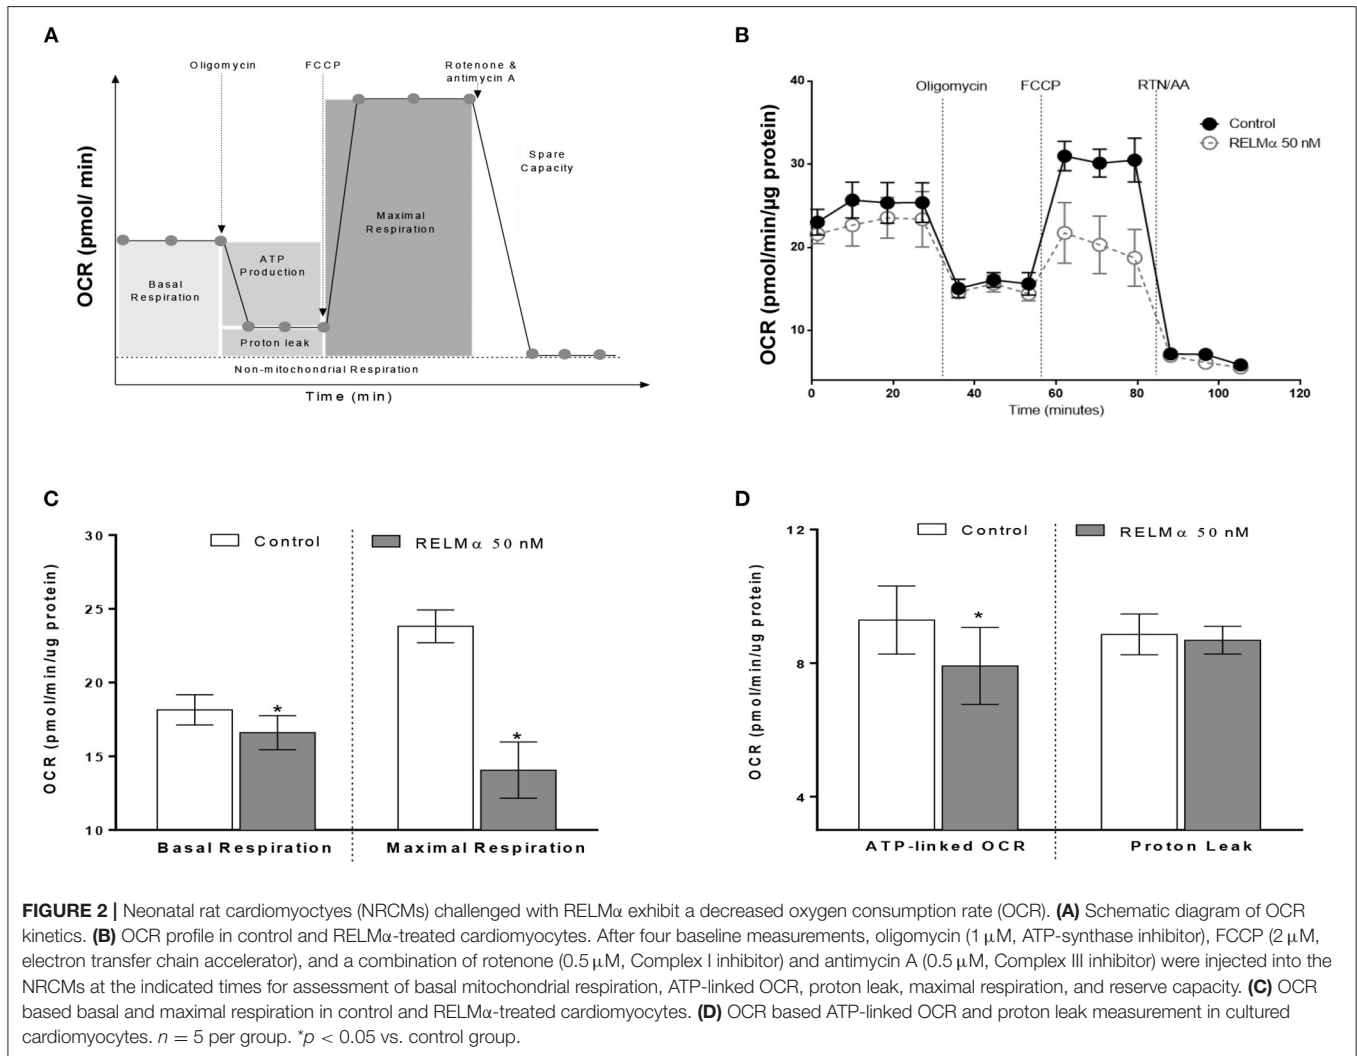 A
Oligomycin
FCCP
Rotenone &
antimycin A
OCR (pmol/ min)
Spare
Capacity
Maximal
Respiration
ATP
Production
Basal
Respiration
Proton leak
Non-mitochondrial Respiration
Time (min)
B
40
30
20
10
OCR (pmol/min/µg protein)
Oligomycin
FCCP
RTN/AA
Control
RELMα 50 nM
0
20
40
60
80
100
120
Time (minutes)
C
30
25
20
15
10
OCR (pmol/min/ug protein)
Control
RELMα 50 nM
*
*
Basal Respiration
Maximal Respiration
D
12
8
4
OCR (pmol/min/ug protein)
Control
RELMα 50 nM
*
ATP-linked OCR
Proton Leak
FIGURE 2 | Neonatal rat cardiomyoctyes (NRCMs) challenged with RELMα exhibit a decreased oxygen consumption rate (OCR). (A) Schematic diagram of OCR
kinetics. (B) OCR profile in control and RELMα-treated cardiomyocytes. After four baseline measurements, oligomycin (1 µM, ATP-synthase inhibitor), FCCP (2 µM,
electron transfer chain accelerator), and a combination of rotenone (0.5 µM, Complex I inhibitor) and antimycin A (0.5 µM, Complex III inhibitor) were injected into the
NRCMs at the indicated times for assessment of basal mitochondrial respiration, ATP-linked OCR, proton leak, maximal respiration, and reserve capacity. (C) OCR
based basal and maximal respiration in control and RELMα-treated cardiomyocytes. (D) OCR based ATP-linked OCR and proton leak measurement in cultured
cardiomyocytes. n = 5 per group. *p < 0.05 vs. control group.